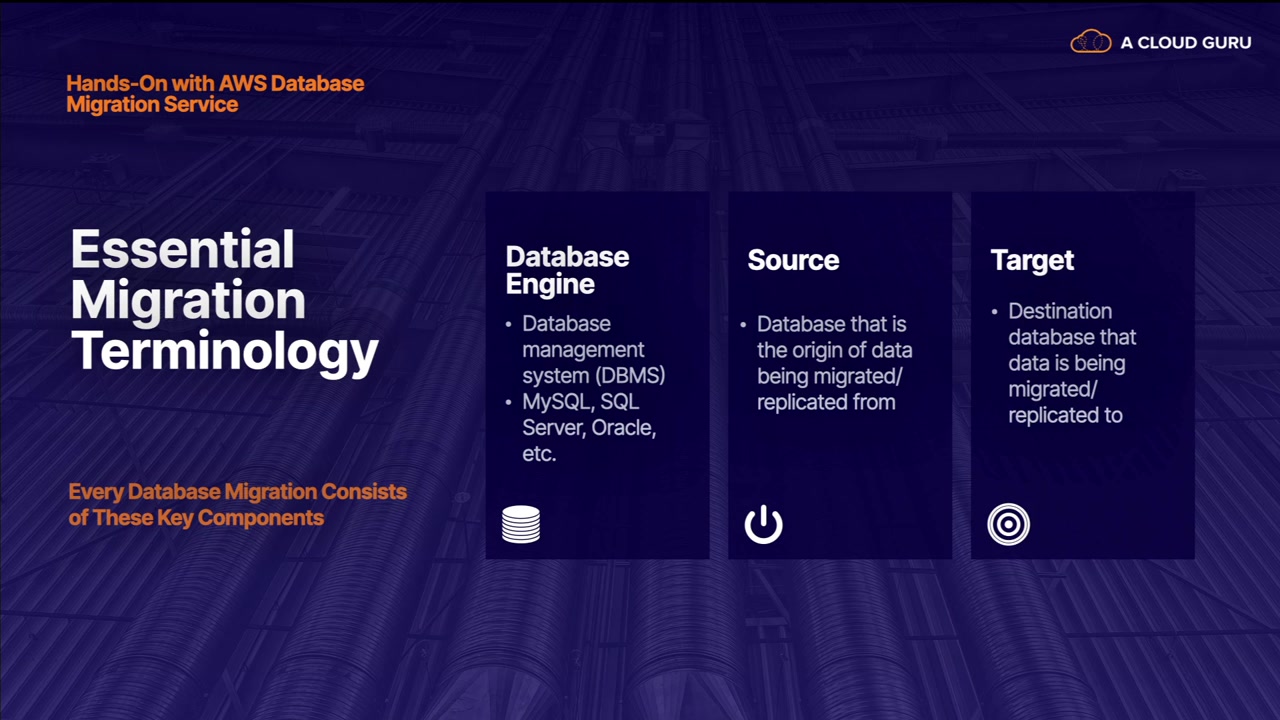 A CLOUD GURU
Hands-On with AWS Database
Migration Service
Essential
Migration
Terminology
Every Database Migration Consists
of These Key Components
Database
Engine
• Database
management
system (DBMS)
• MySQL, SQL
Server, Oracle,
etc.
Source
• Database that is
the origin of data
being migrated/
replicated from
Target
• Destination
database that
data is being
migrated/
replicated to